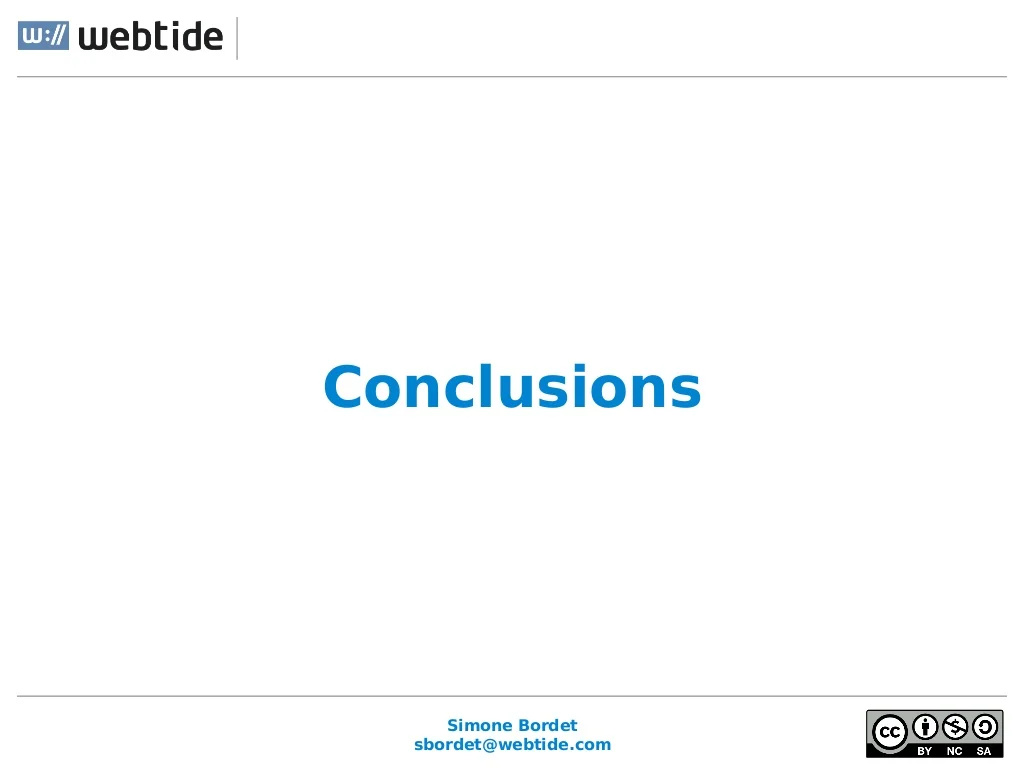 w:// webtide
Conclusions
Simone Bordet
sbordet@webtide.com
cc
BY NC SA